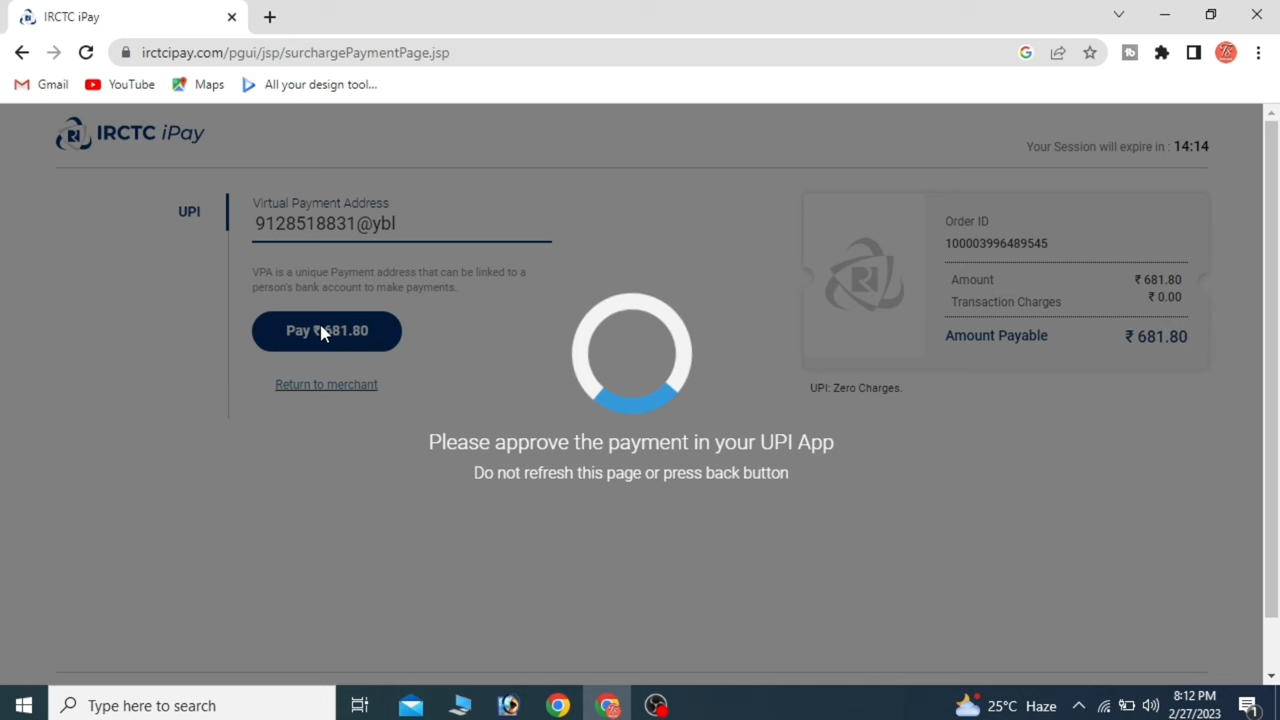 IRCTC iPay
irctcipay.com/pgui/jsp/surchargePaymentPage.jsp
Gmail YouTube Maps All your design tool...
IRCTC iPay
Your Session will expire in : 14:14
UPI
Virtual Payment Address
9128518831@ybl
VPA is a unique Payment address that can be linked to a
person's bank account to make payments.
Pay ₹ 681.80
Return to merchant
Order ID
100003996489545
Amount ₹ 681.80
Transaction Charges ₹ 0.00
Amount Payable ₹ 681.80
UPI: Zero Charges.
Please approve the payment in your UPI App
Do not refresh this page or press back button
Type here to search
25°C Haze
8:12 PM
2/27/2023
1